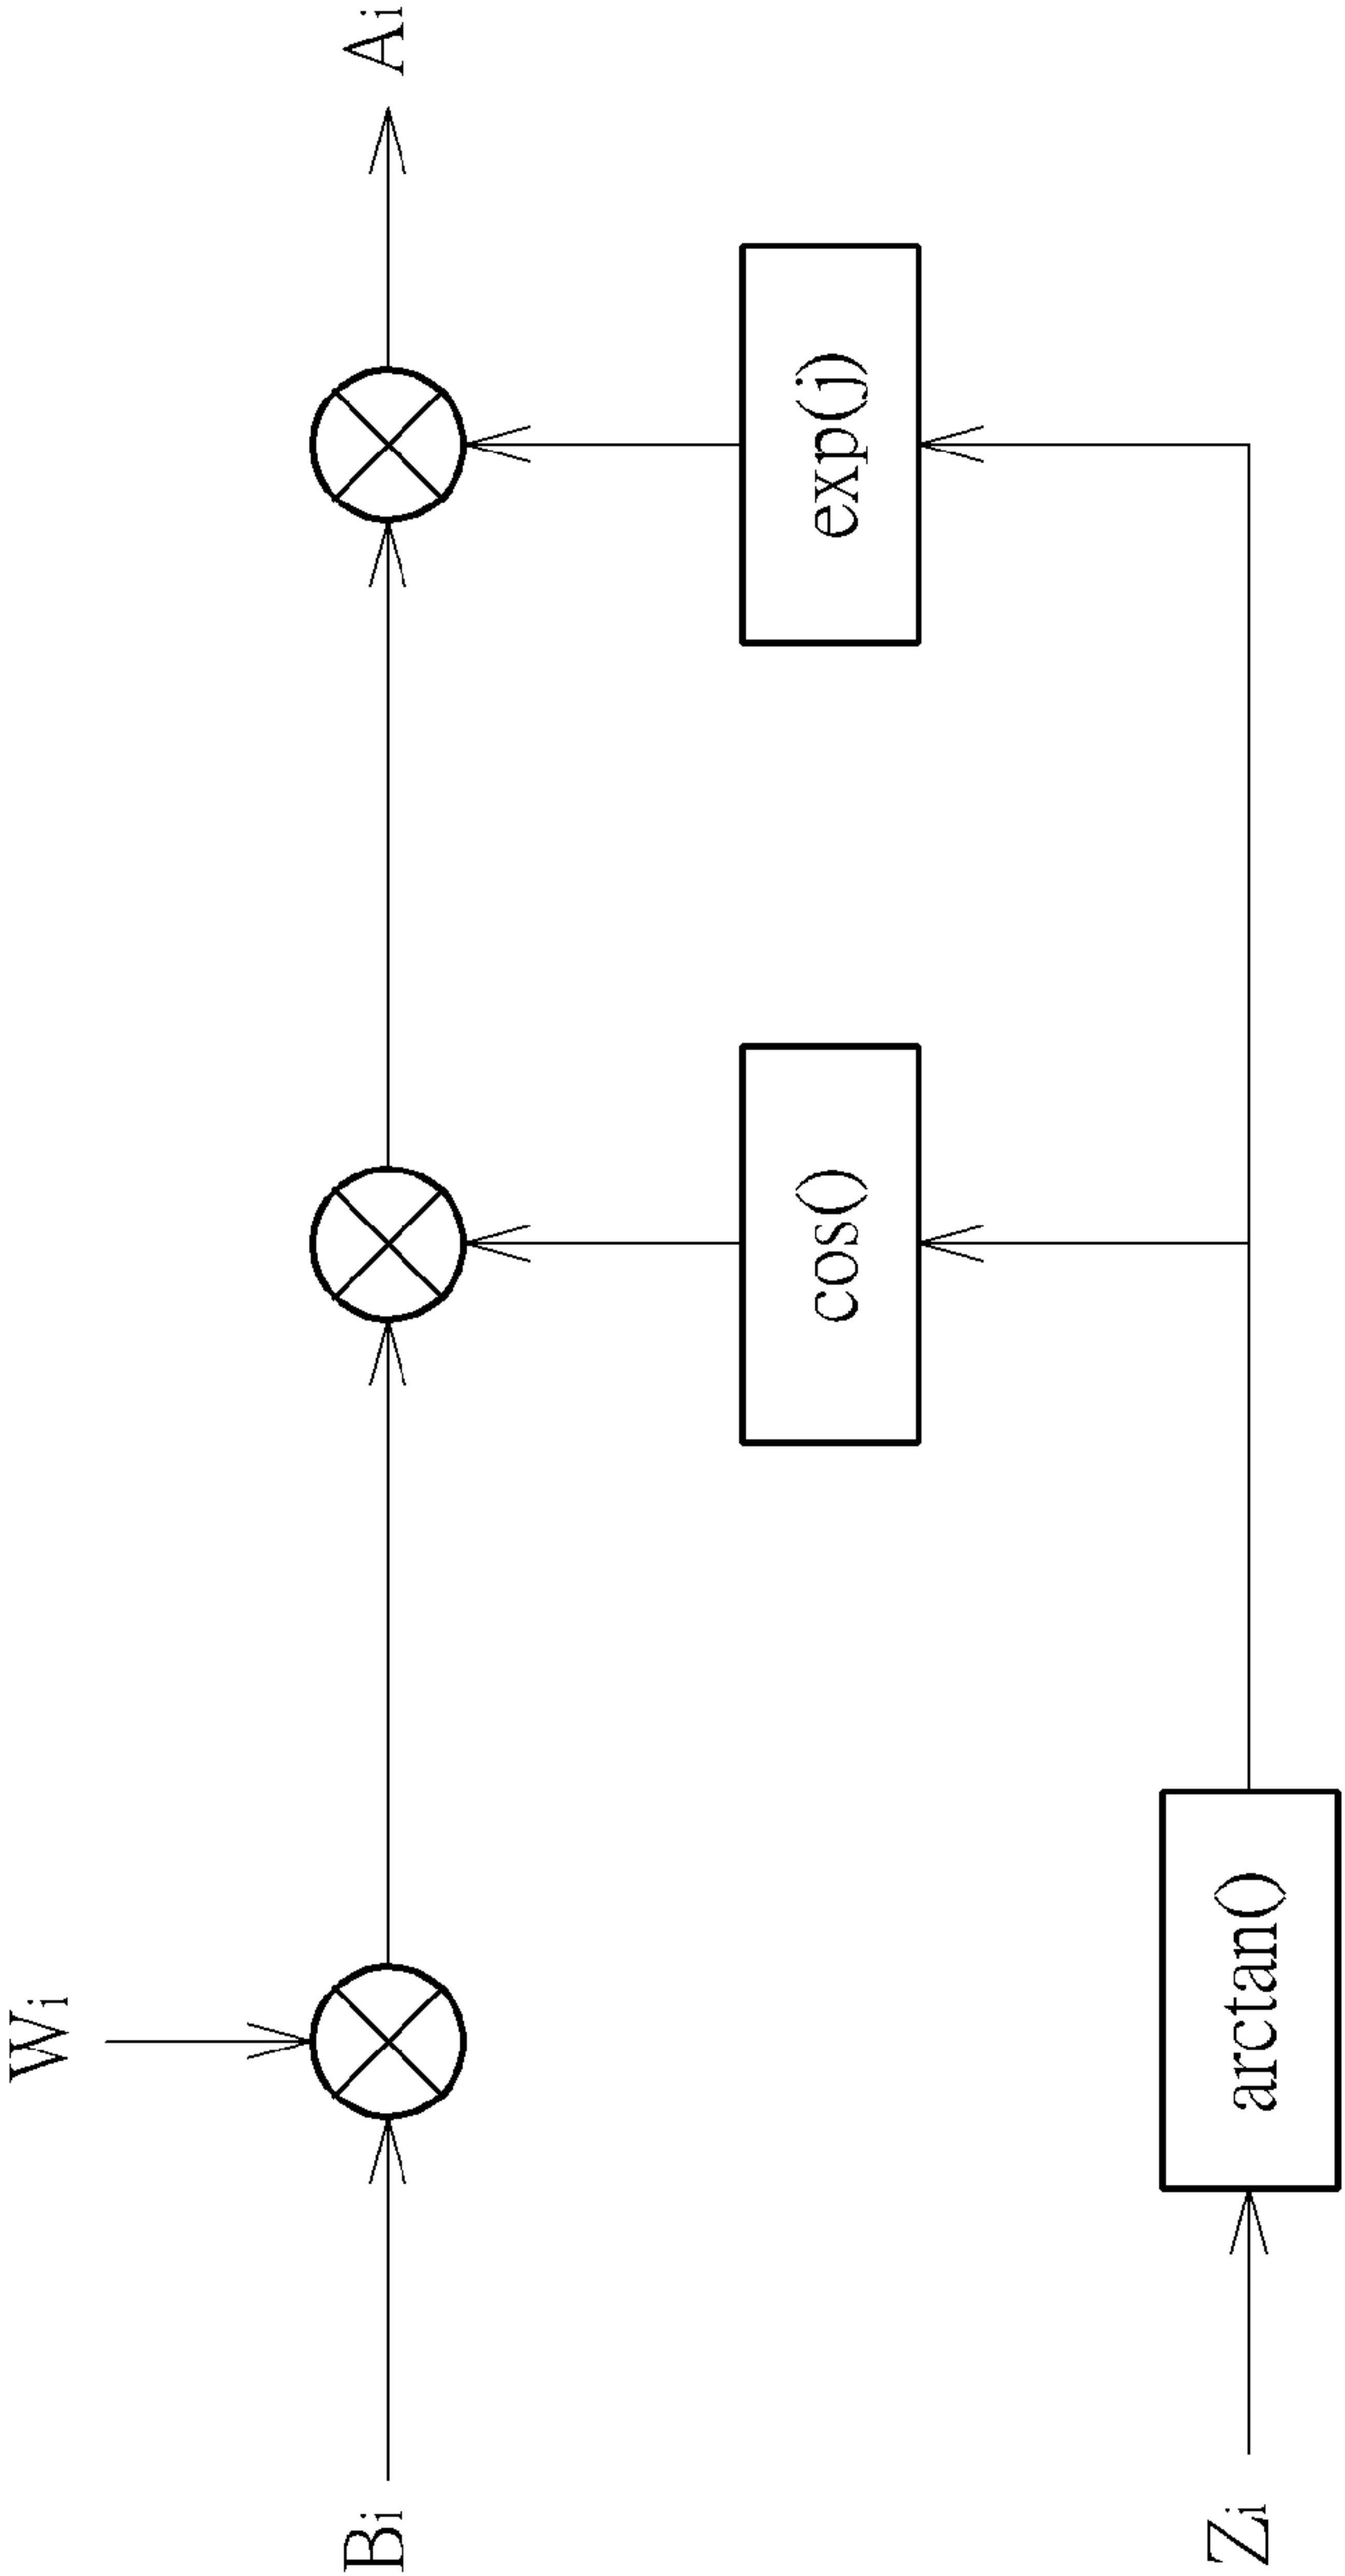 Wi
Bi
Ai
cos()
exp(j)
Zi
arctan()